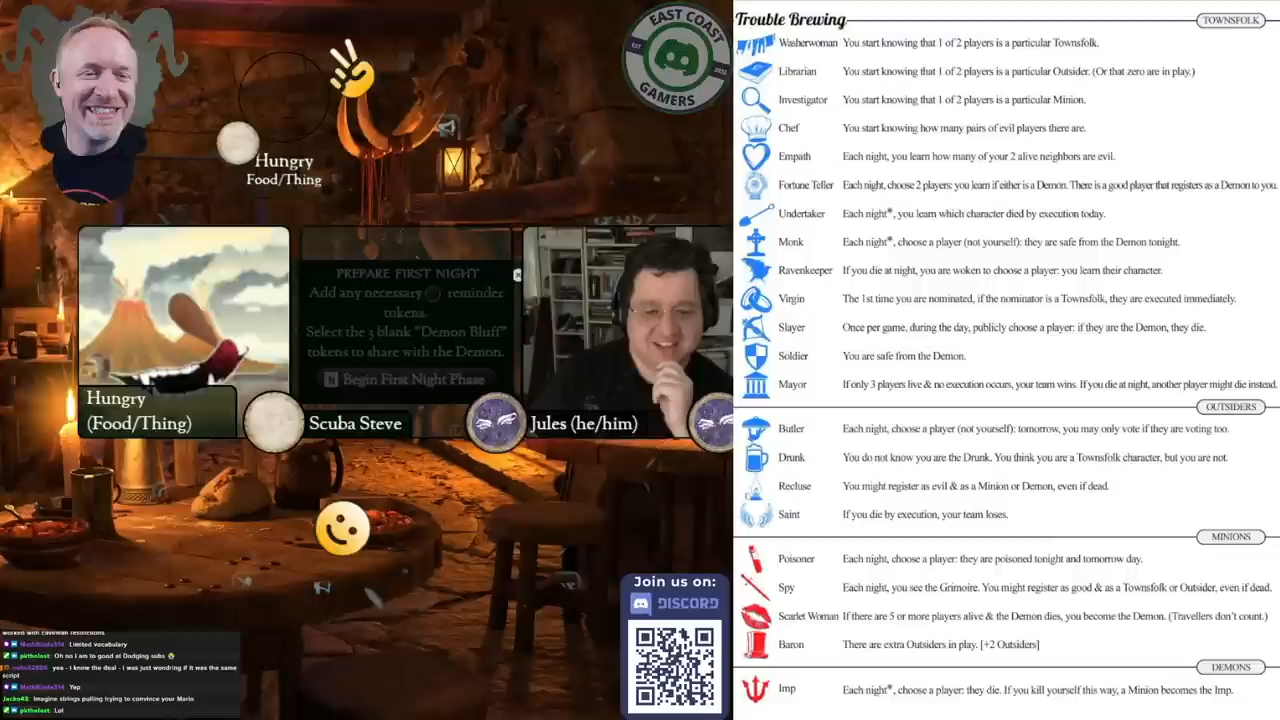 EAST COAST
EST
GAMERS
Hungry
Food/Thing
PREPARE FIRST NIGHT
Add any necessary reminder
tokens.
Select the 3 blank "Demon Bluff"
tokens to share with the Demon.
N Begin First Night Phase
Hungry
(Food/Thing)
Scuba Steve
Jules (he/him)
Join us on:
DISCORD
worked with caveman restrictions
Limited vocabulary
pkthelost: Oh no I am to good at Dodging subs
yea - i know the deal - i was just wondring if it was the same
script
Yep
Jacko43: Imagine strings pulling trying to convince your Mario
pkthelost: Lol
Trouble Brewing
TOWNSFOLK
Washerwoman You start knowing that 1 of 2 players is a particular Townsfolk.
Librarian You start knowing that 1 of 2 players is a particular Outsider. (Or that zero are in play.)
Investigator You start knowing that 1 of 2 players is a particular Minion.
Chef You start knowing how many pairs of evil players there are.
Empath Each night, you learn how many of your 2 alive neighbors are evil.
Fortune Teller Each night, choose 2 players: you learn if either is a Demon. There is a good player that registers as a Demon to you.
Undertaker Each night*, you learn which character died by execution today.
Monk Each night*, choose a player (not yourself): they are safe from the Demon tonight.
Ravenkeeper If you die at night, you are woken to choose a player: you learn their character.
Virgin The 1st time you are nominated, if the nominator is a Townsfolk, they are executed immediately.
Slayer Once per game, during the day, publicly choose a player: if they are the Demon, they die.
Soldier You are safe from the Demon.
Mayor If only 3 players live & no execution occurs, your team wins. If you die at night, another player might die instead.
OUTSIDERS
Butler Each night, choose a player (not yourself): tomorrow, you may only vote if they are voting too.
Drunk You do not know you are the Drunk. You think you are a Townsfolk character, but you are not.
Recluse You might register as evil & as a Minion or Demon, even if dead.
Saint If you die by execution, your team loses.
MINIONS
Poisoner Each night, choose a player: they are poisoned tonight and tomorrow day.
Spy Each night, you see the Grimoire. You might register as good & as a Townsfolk or Outsider, even if dead.
Scarlet Woman If there are 5 or more players alive & the Demon dies, you become the Demon. (Travellers don't count.)
Baron There are extra Outsiders in play. [+2 Outsiders]
DEMONS
Imp Each night*, choose a player: they die. If you kill yourself this way, a Minion becomes the Imp.